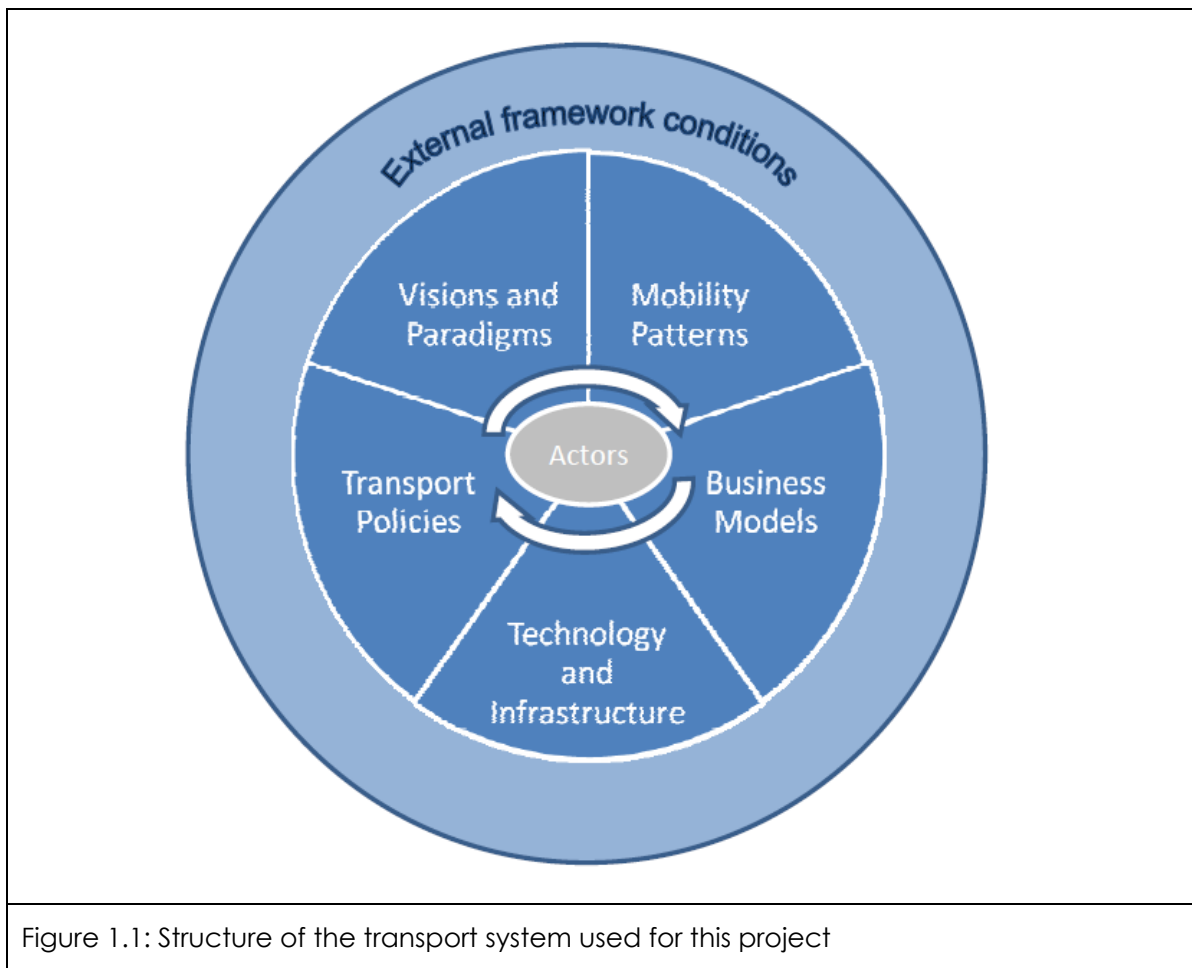 External framework conditions
Visions and
Paradigms
Mobility
Patterns
Actors
Transport
Policies
Business
Models
Technology
and
Infrastructure
Figure 1.1: Structure of the transport system used for this project